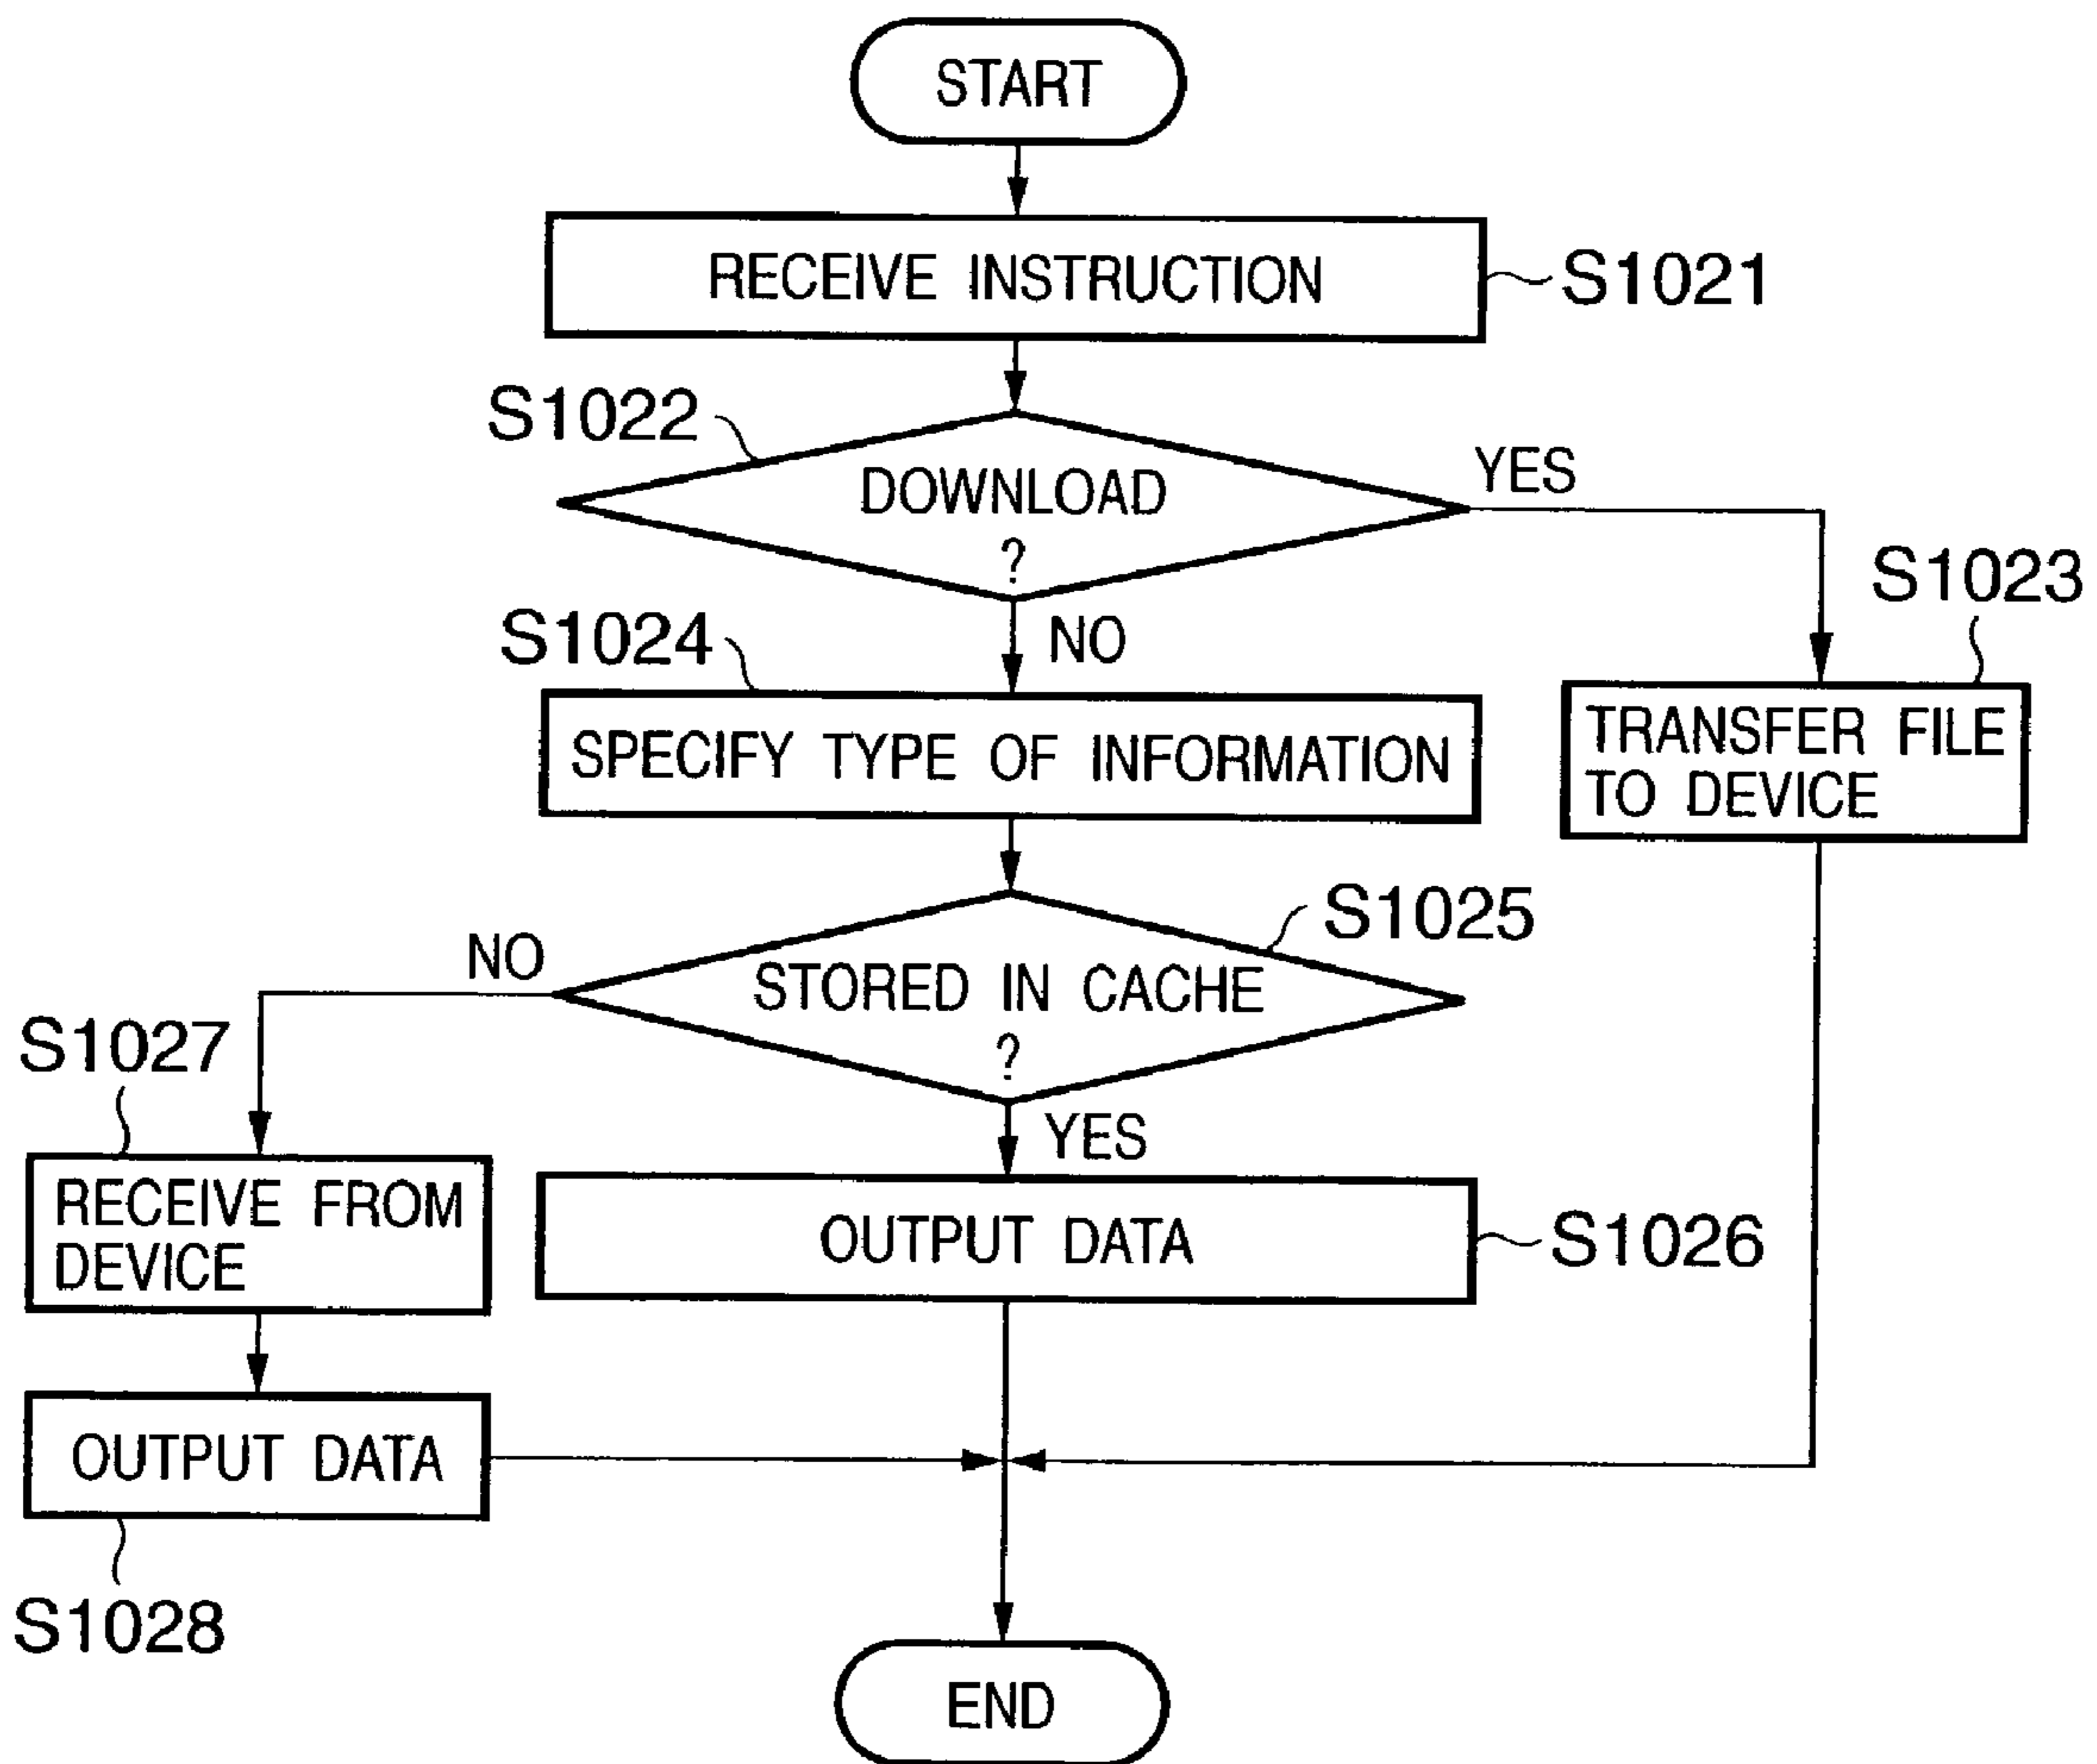 START
RECEIVE INSTRUCTION
S1021
S1022
DOWNLOAD
?
YES
S1023
S1024
NO
SPECIFY TYPE OF INFORMATION
TRANSFER FILE
TO DEVICE
S1025
NO
STORED IN CACHE
?
S1027
YES
RECEIVE FROM
DEVICE
OUTPUT DATA
S1026
OUTPUT DATA
S1028
END